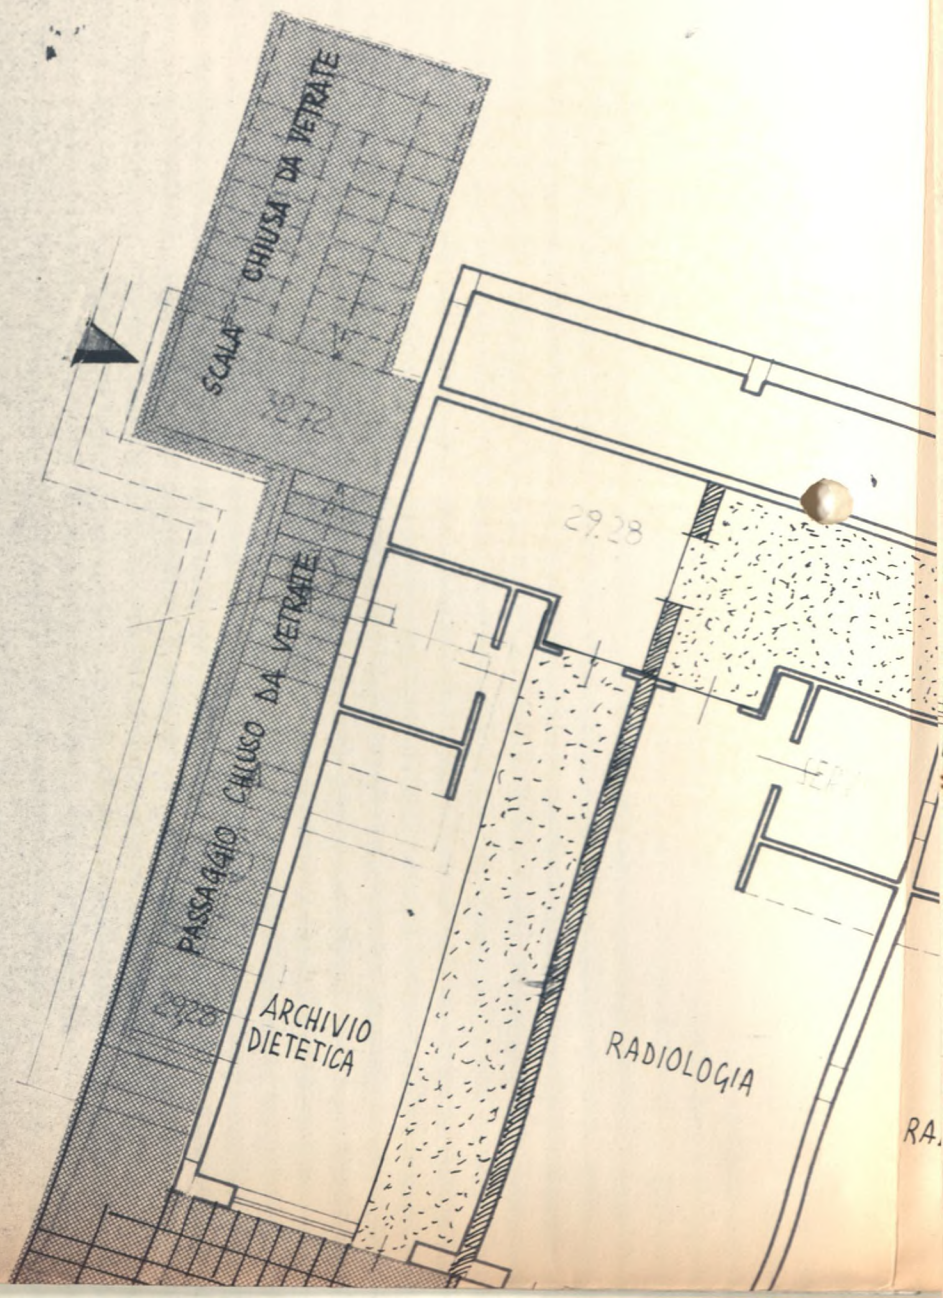 SCALA CHIUSA DA VETRATE
32.72
29.28
PASSAGGIO CHIUSO DA VETRATE
29.28
ARCHIVIO
DIETETICA
RADIOLOGIA